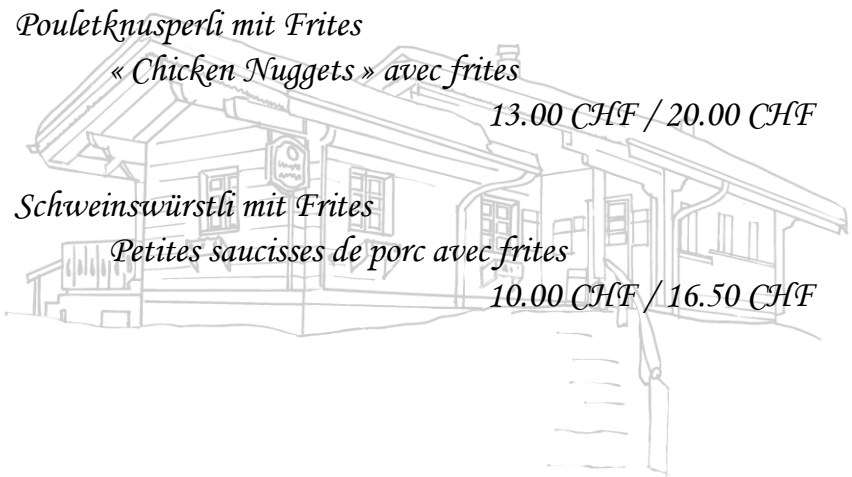 Pouletknusperli mit Frites
« Chicken Nuggets » avec frites
13.00 CHF / 20.00 CHF
Schweinswürstli mit Frites
Petites saucisses de porc avec frites
10.00 CHF / 16.50 CHF